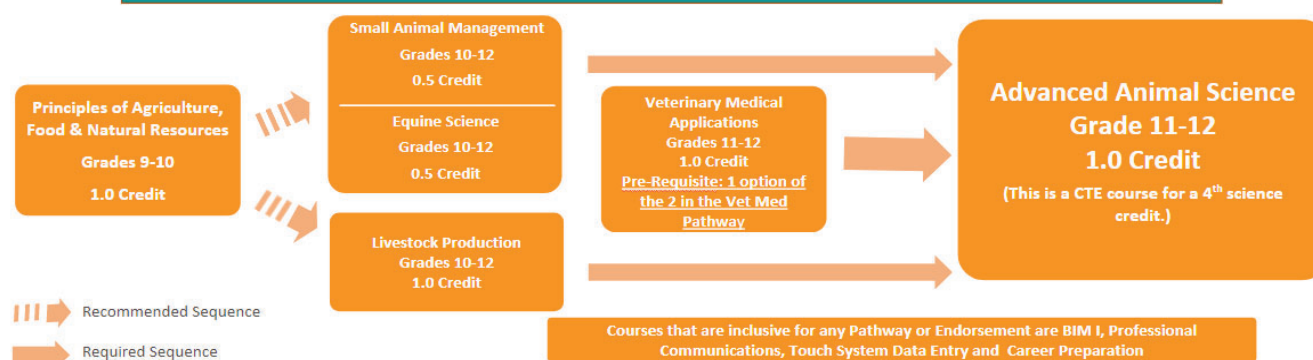 Principles of Agriculture,
Food & Natural Resources
Grades 9-10
1.0 Credit
Small Animal Management
Grades 10-12
0.5 Credit
Equine Science
Grades 10-12
0.5 Credit
Livestock Production
Grades 10-12
1.0 Credit
Veterinary Medical
Applications
Grades 11-12
1.0 Credit
Pre-Requisite: 1 option of
the 2 in the Vet Med
Pathway
Advanced Animal Science
Grade 11-12
1.0 Credit
(This is a CTE course for a 4th science
credit.)
Recommended Sequence
Required Sequence
Courses that are inclusive for any Pathway or Endorsement are BIM I, Professional
Communications, Touch System Data Entry and Career Preparation